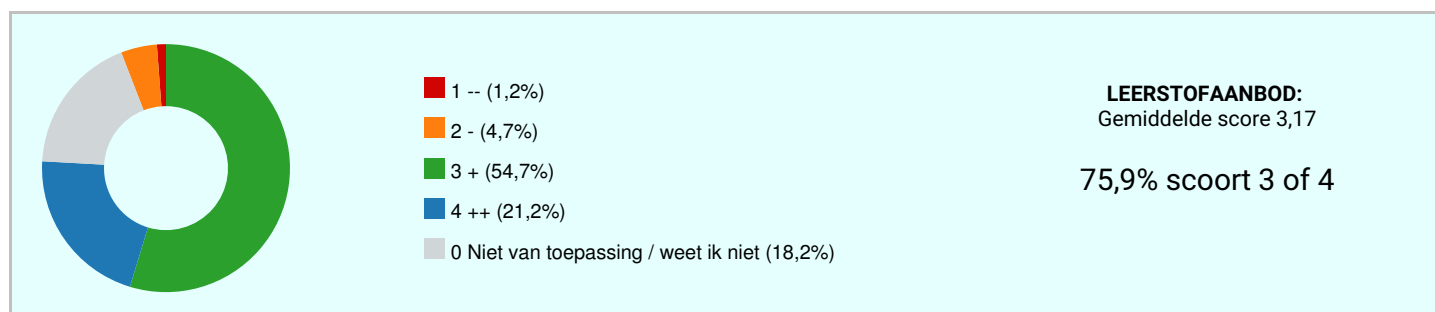 1 -- (1,2%)
2 - (4,7%)
3 + (54,7%)
4 ++ (21,2%)
0 Niet van toepassing / weet ik niet (18,2%)
LEERSTOFAANBOD:
Gemiddelde score 3,17
75,9% scoort 3 of 4